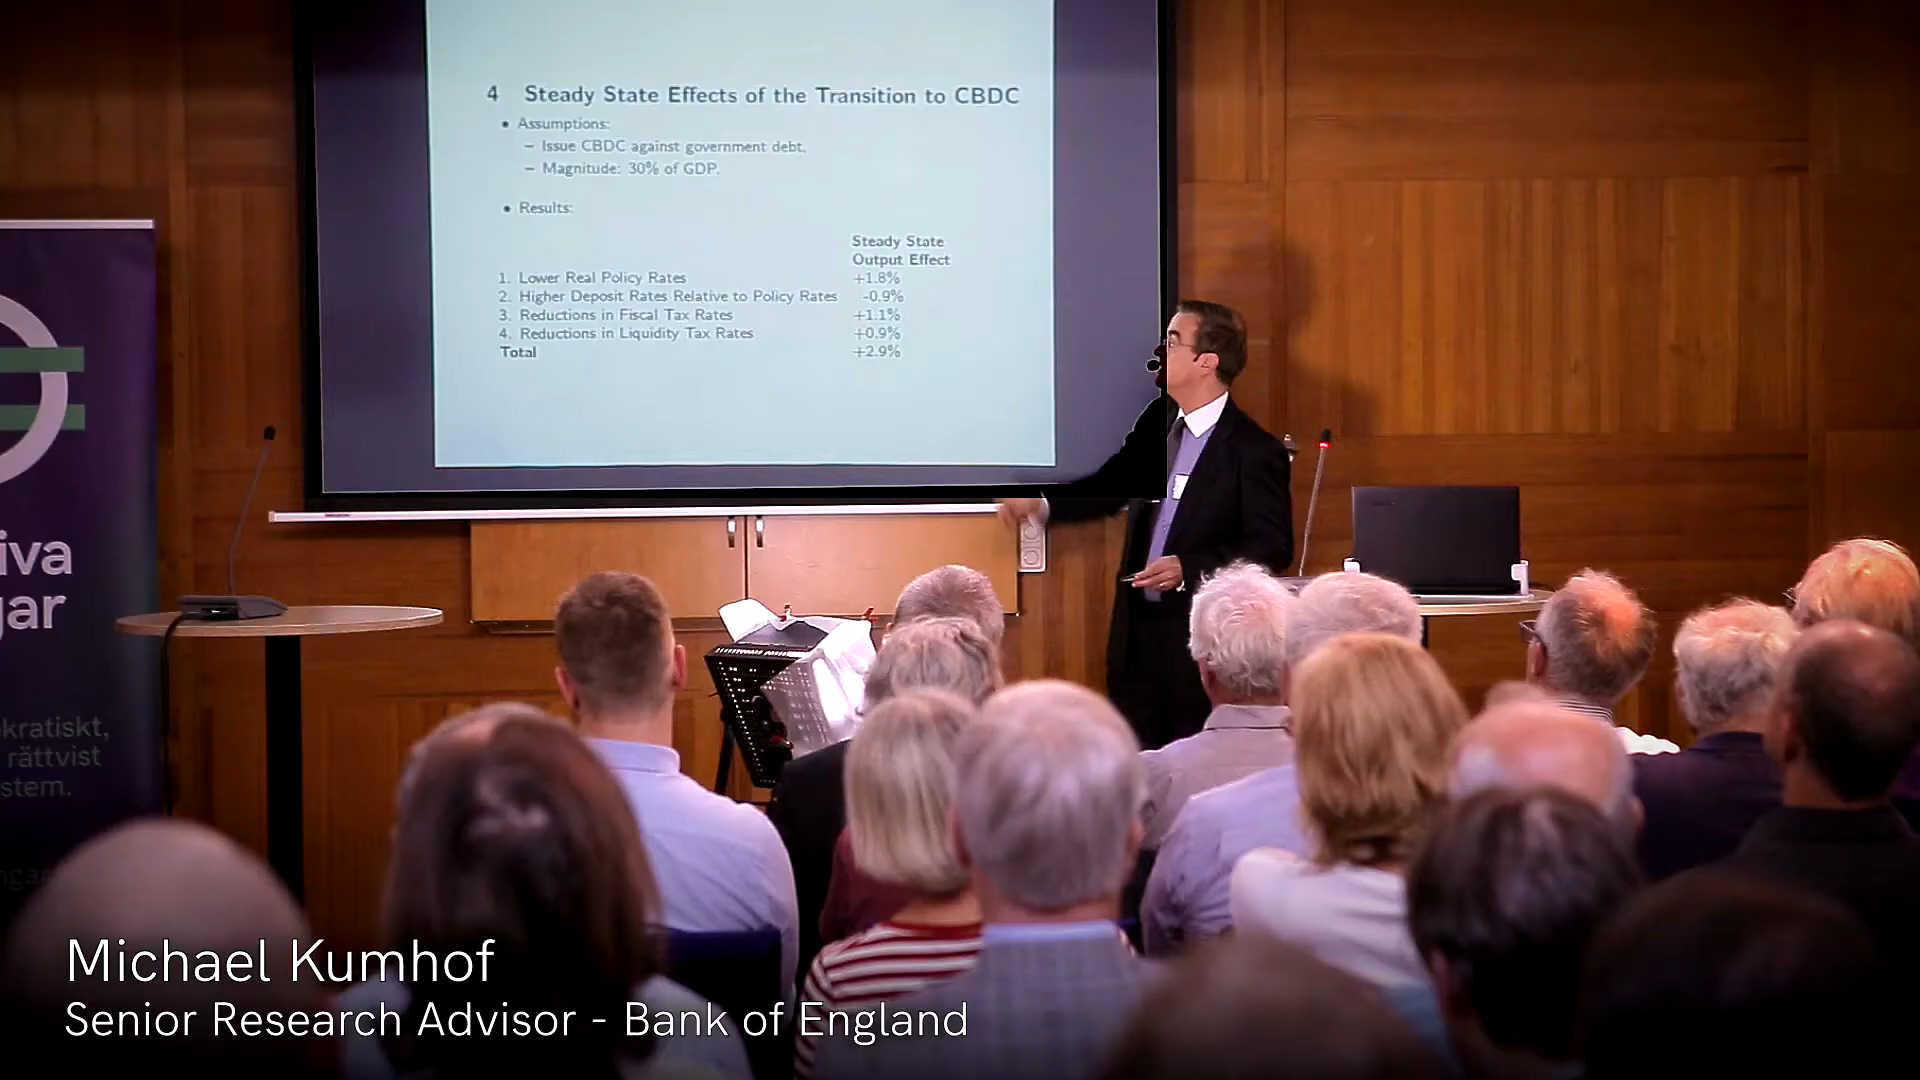 4 Steady State Effects of the Transition to CBDC
• Assumptions:
– Issue CBDC against government debt.
– Magnitude: 30% of GDP.
• Results:
Steady State
Output Effect
1. Lower Real Policy Rates +1.8%
2. Higher Deposit Rates Relative to Policy Rates -0.9%
3. Reductions in Fiscal Tax Rates +1.1%
4. Reductions in Liquidity Tax Rates +0.9%
Total +2.9%
iva
gar
kratiskt,
rättvist
stem.
Michael Kumhof
Senior Research Advisor - Bank of England